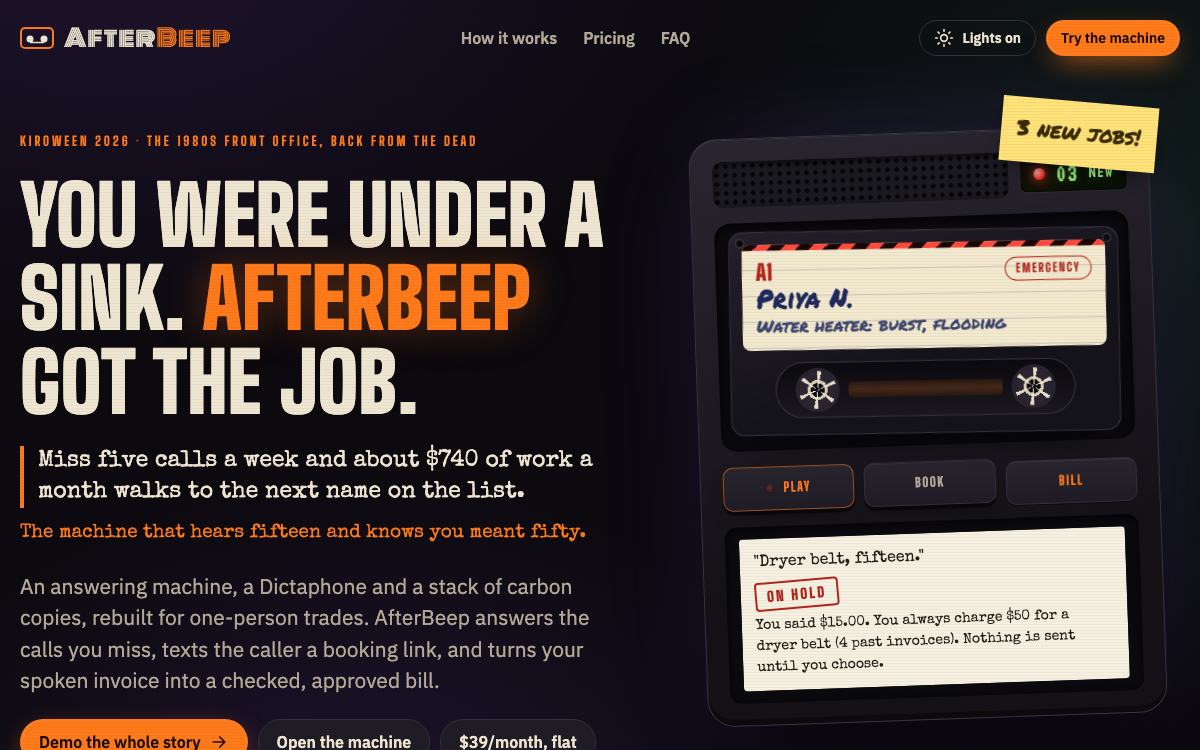 AFTERBEEP
How it works
Pricing
FAQ
Lights on
Try the machine
KIROWEEN 2026 · THE 1980S FRONT OFFICE, BACK FROM THE DEAD
YOU WERE UNDER A
SINK. AFTERBEEP
GOT THE JOB.
Miss five calls a week and about $740 of work a
month walks to the next name on the list.
The machine that hears fifteen and knows you meant fifty.
An answering machine, a Dictaphone and a stack of carbon
copies, rebuilt for one-person trades. AfterBeep answers the
calls you miss, texts the caller a booking link, and turns your
spoken invoice into a checked, approved bill.
Demo the whole story →
Open the machine
$39/month, flat
3 NEW JOBS!
03 NEW
A1
EMERGENCY
PRIYA N.
WATER HEATER: BURST, FLOODING
PLAY
BOOK
BILL
"Dryer belt, fifteen."
ON HOLD
You said $15.00. You always charge $50 for a
dryer belt (4 past invoices). Nothing is sent
until you choose.